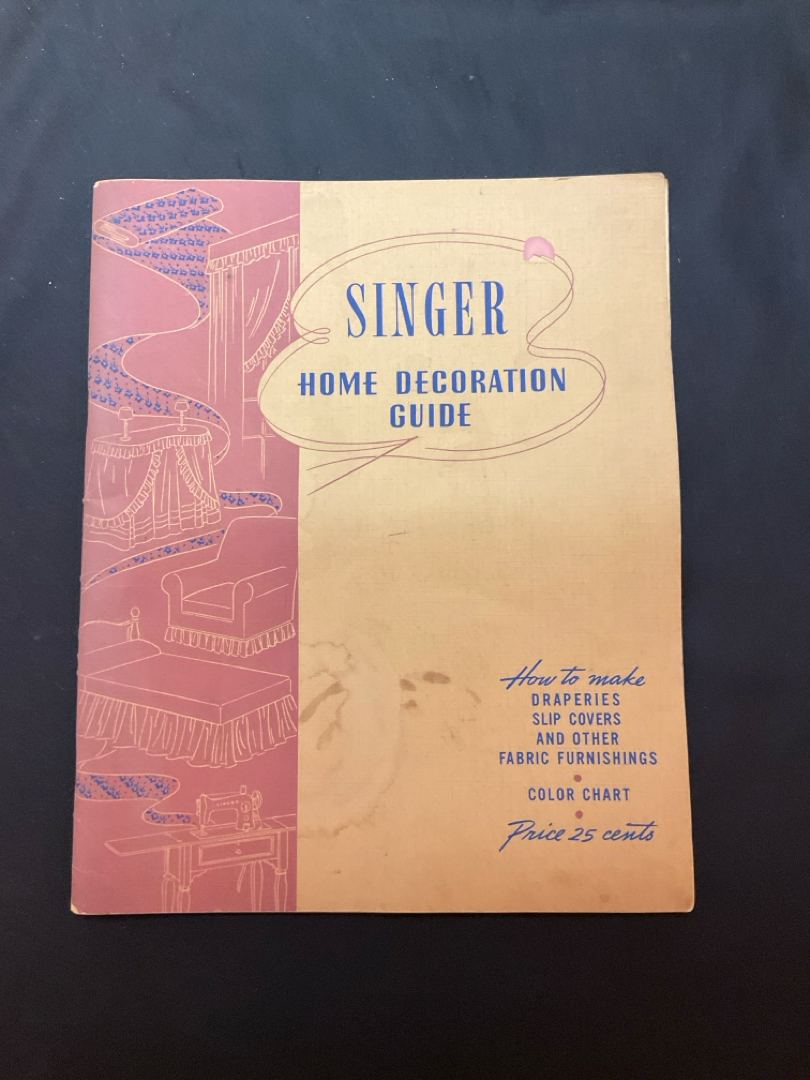 SINGER
HOME DECORATION
GUIDE
How to make
DRAPERIES
SLIP COVERS
AND OTHER
FABRIC FURNISHINGS
COLOR CHART
Price 25 cents
SINGER